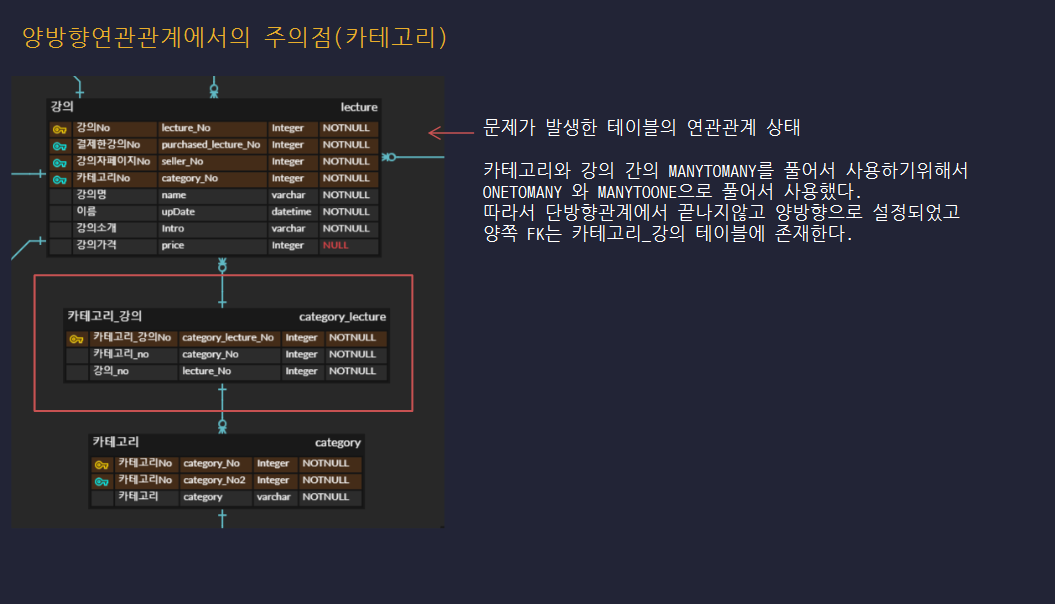 양방향연관관계에서의 주의점(카테고리)
강의 lecture
강의No lecture_No Integer NOTNULL
결제한강의No purchased_lecture_No Integer NOTNULL
강의자페이지No seller_No Integer NOTNULL
카테고리No category_No Integer NOTNULL
강의명 name varchar NOTNULL
이름 upDate datetime NOTNULL
강의소개 Intro varchar NOTNULL
강의가격 price Integer NULL
카테고리_강의 category_lecture
카테고리_강의No category_lecture_No Integer NOTNULL
카테고리_no category_No Integer NOTNULL
강의_no lecture_No Integer NOTNULL
카테고리 category
카테고리No category_No Integer NOTNULL
카테고리No category_No2 Integer NOTNULL
카테고리 category varchar NOTNULL
문제가 발생한 테이블의 연관관계 상태
카테고리와 강의 간의 MANYTOMANY를 풀어서 사용하기위해서
ONETOMANY 와 MANYTOONE으로 풀어서 사용했다.
따라서 단방향관계에서 끝나지않고 양방향으로 설정되었고
양쪽 FK는 카테고리_강의 테이블에 존재한다.